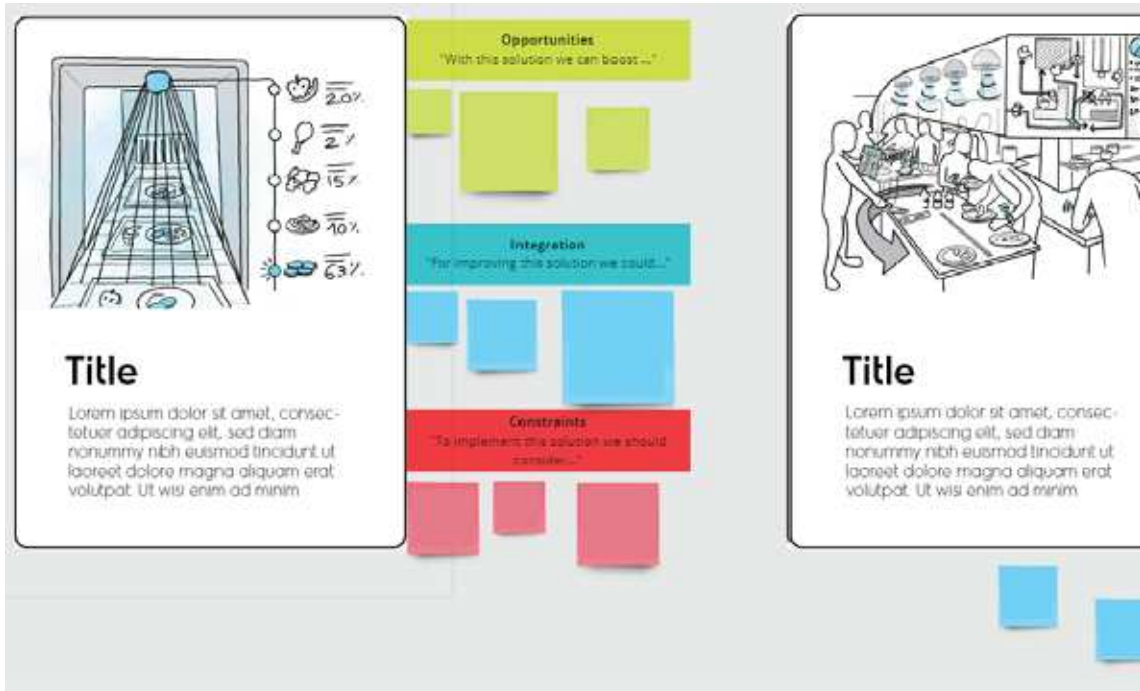 20%
2%
15%
10%
63%
Title
Lorem ipsum dolor sit amet, consec-
tetuer adipiscing elit, sed diam
nonummy nibh euismod tincidunt ut
laoreet dolore magna aliquam erat
volutpat. Ut wisi enim ad minim
Opportunities
"With this solution we can boost ..."
Integration
"For improving this solution we could..."
Constraints
"To implement this solution we should
consider..."
Title
Lorem ipsum dolor sit amet, consec-
tetuer adipiscing elit, sed diam
nonummy nibh euismod tincidunt ut
laoreet dolore magna aliquam erat
volutpat. Ut wisi enim ad minim